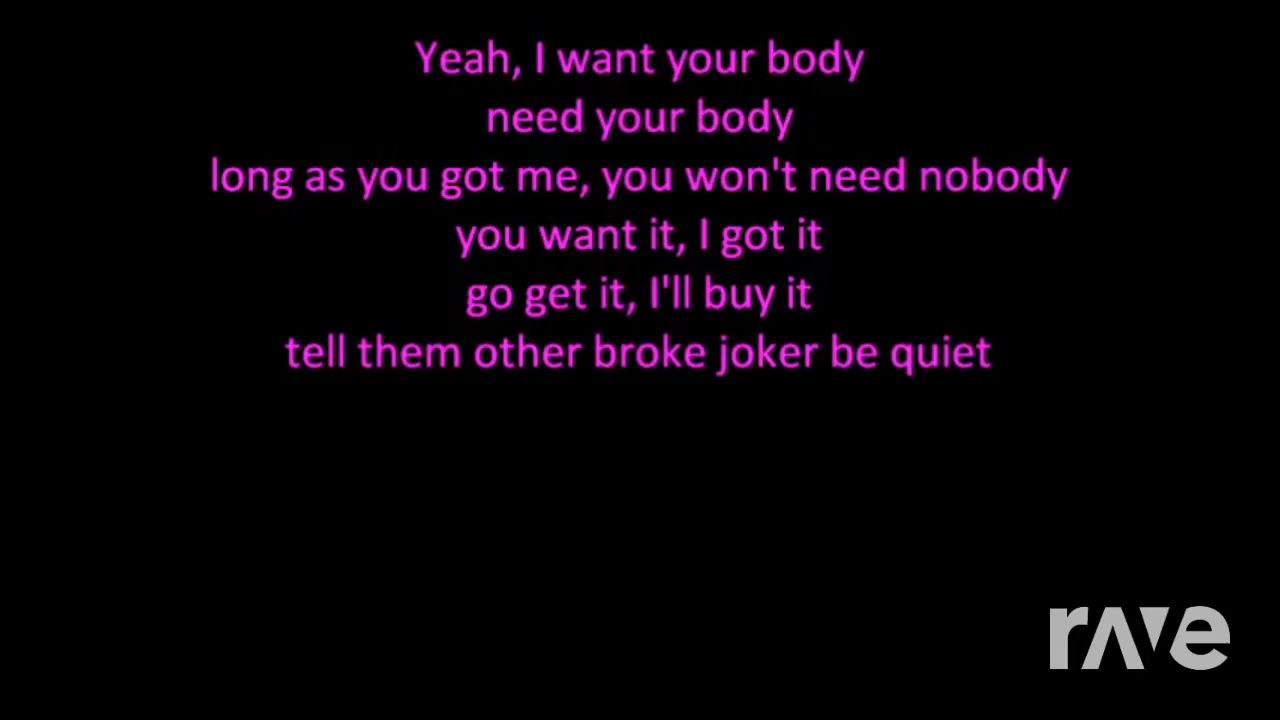 Yeah, I want your body
need your body
long as you got me, you won't need nobody
you want it, I got it
go get it, I'll buy it
tell them other broke joker be quiet
rave